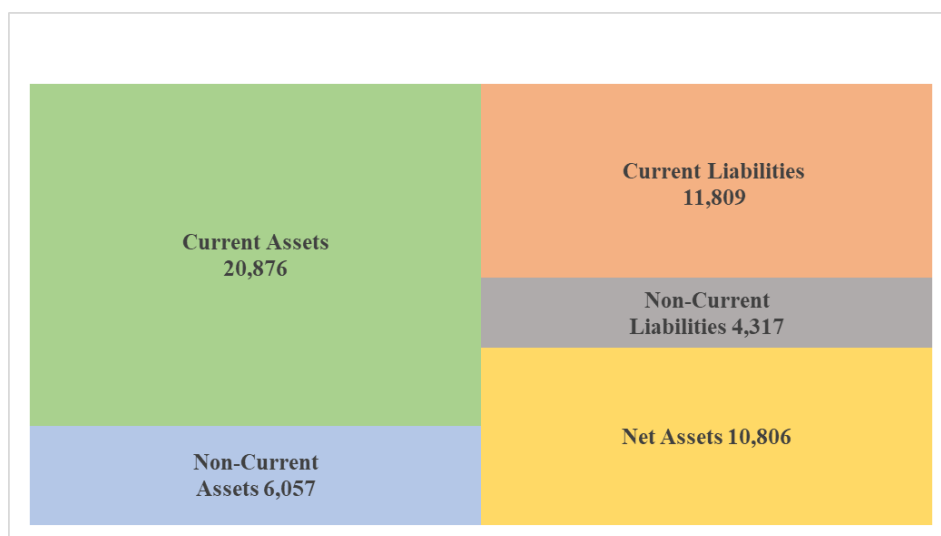 Current Assets
20,876
Non-Current
Assets 6,057
Current Liabilities
11,809
Non-Current
Liabilities 4,317
Net Assets 10,806